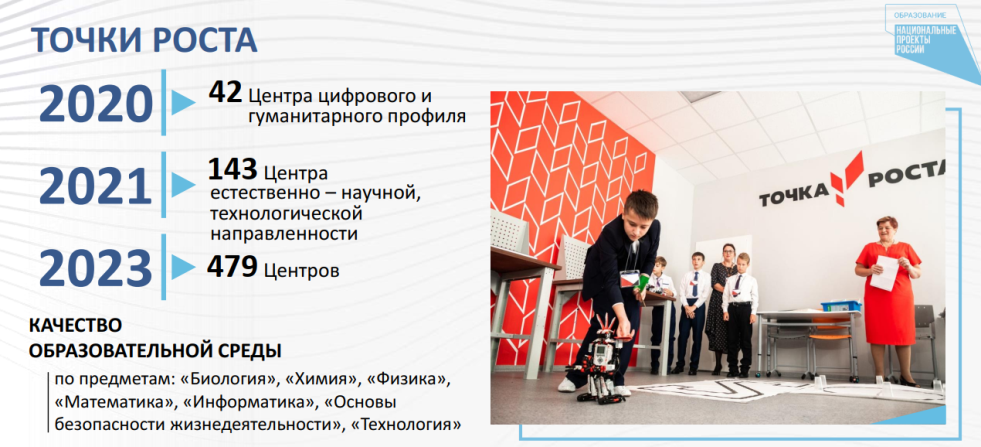 ТОЧКИ РОСТА
ОБРАЗОВАНИЕ
НАЦИОНАЛЬНЫЕ
ПРОЕКТЫ
РОССИИ
2020
42 Центра цифрового и
гуманитарного профиля
2021
143 Центра
естественно – научной,
технологической
направленности
2023
479 Центров
КАЧЕСТВО
ОБРАЗОВАТЕЛЬНОЙ СРЕДЫ
по предметам: «Биология», «Химия», «Физика»,
«Математика», «Информатика», «Основы
безопасности жизнедеятельности», «Технология»
ТОЧКА РОСТА